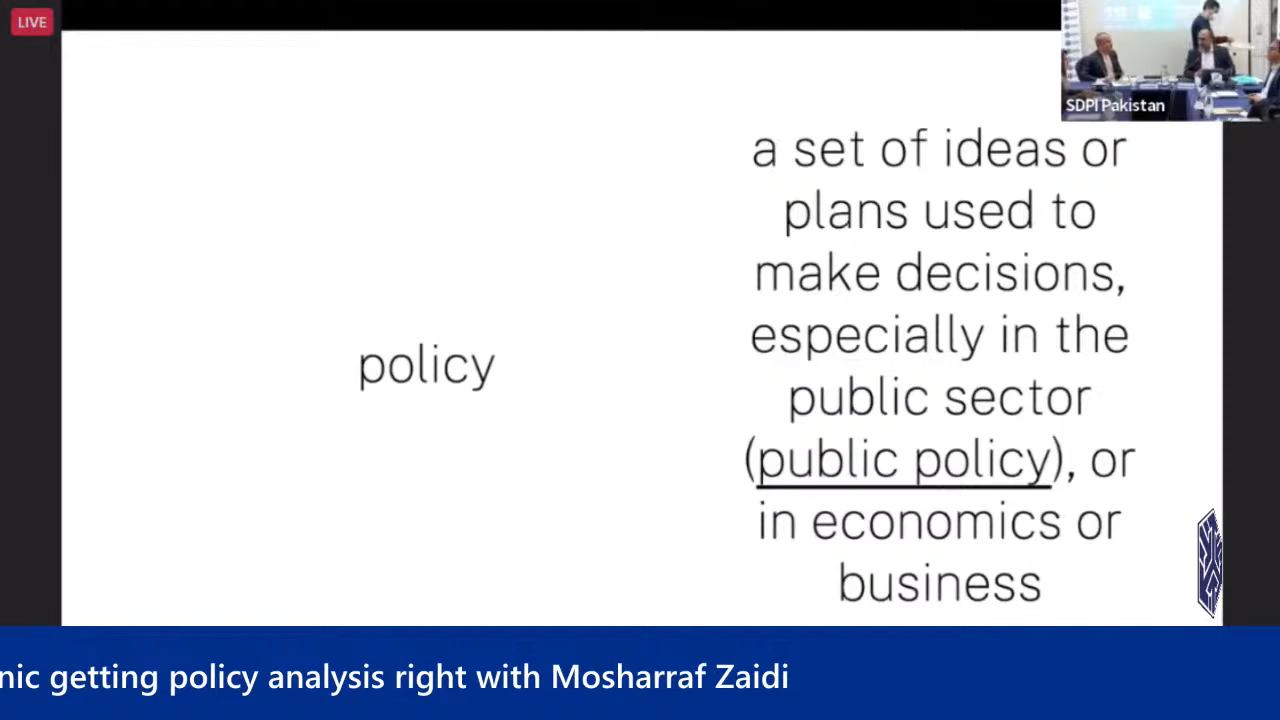 LIVE
SDPI Pakistan
policy
a set of ideas or
plans used to
make decisions,
especially in the
public sector
(public policy), or
in economics or
business
nic getting policy analysis right with Mosharraf Zaidi